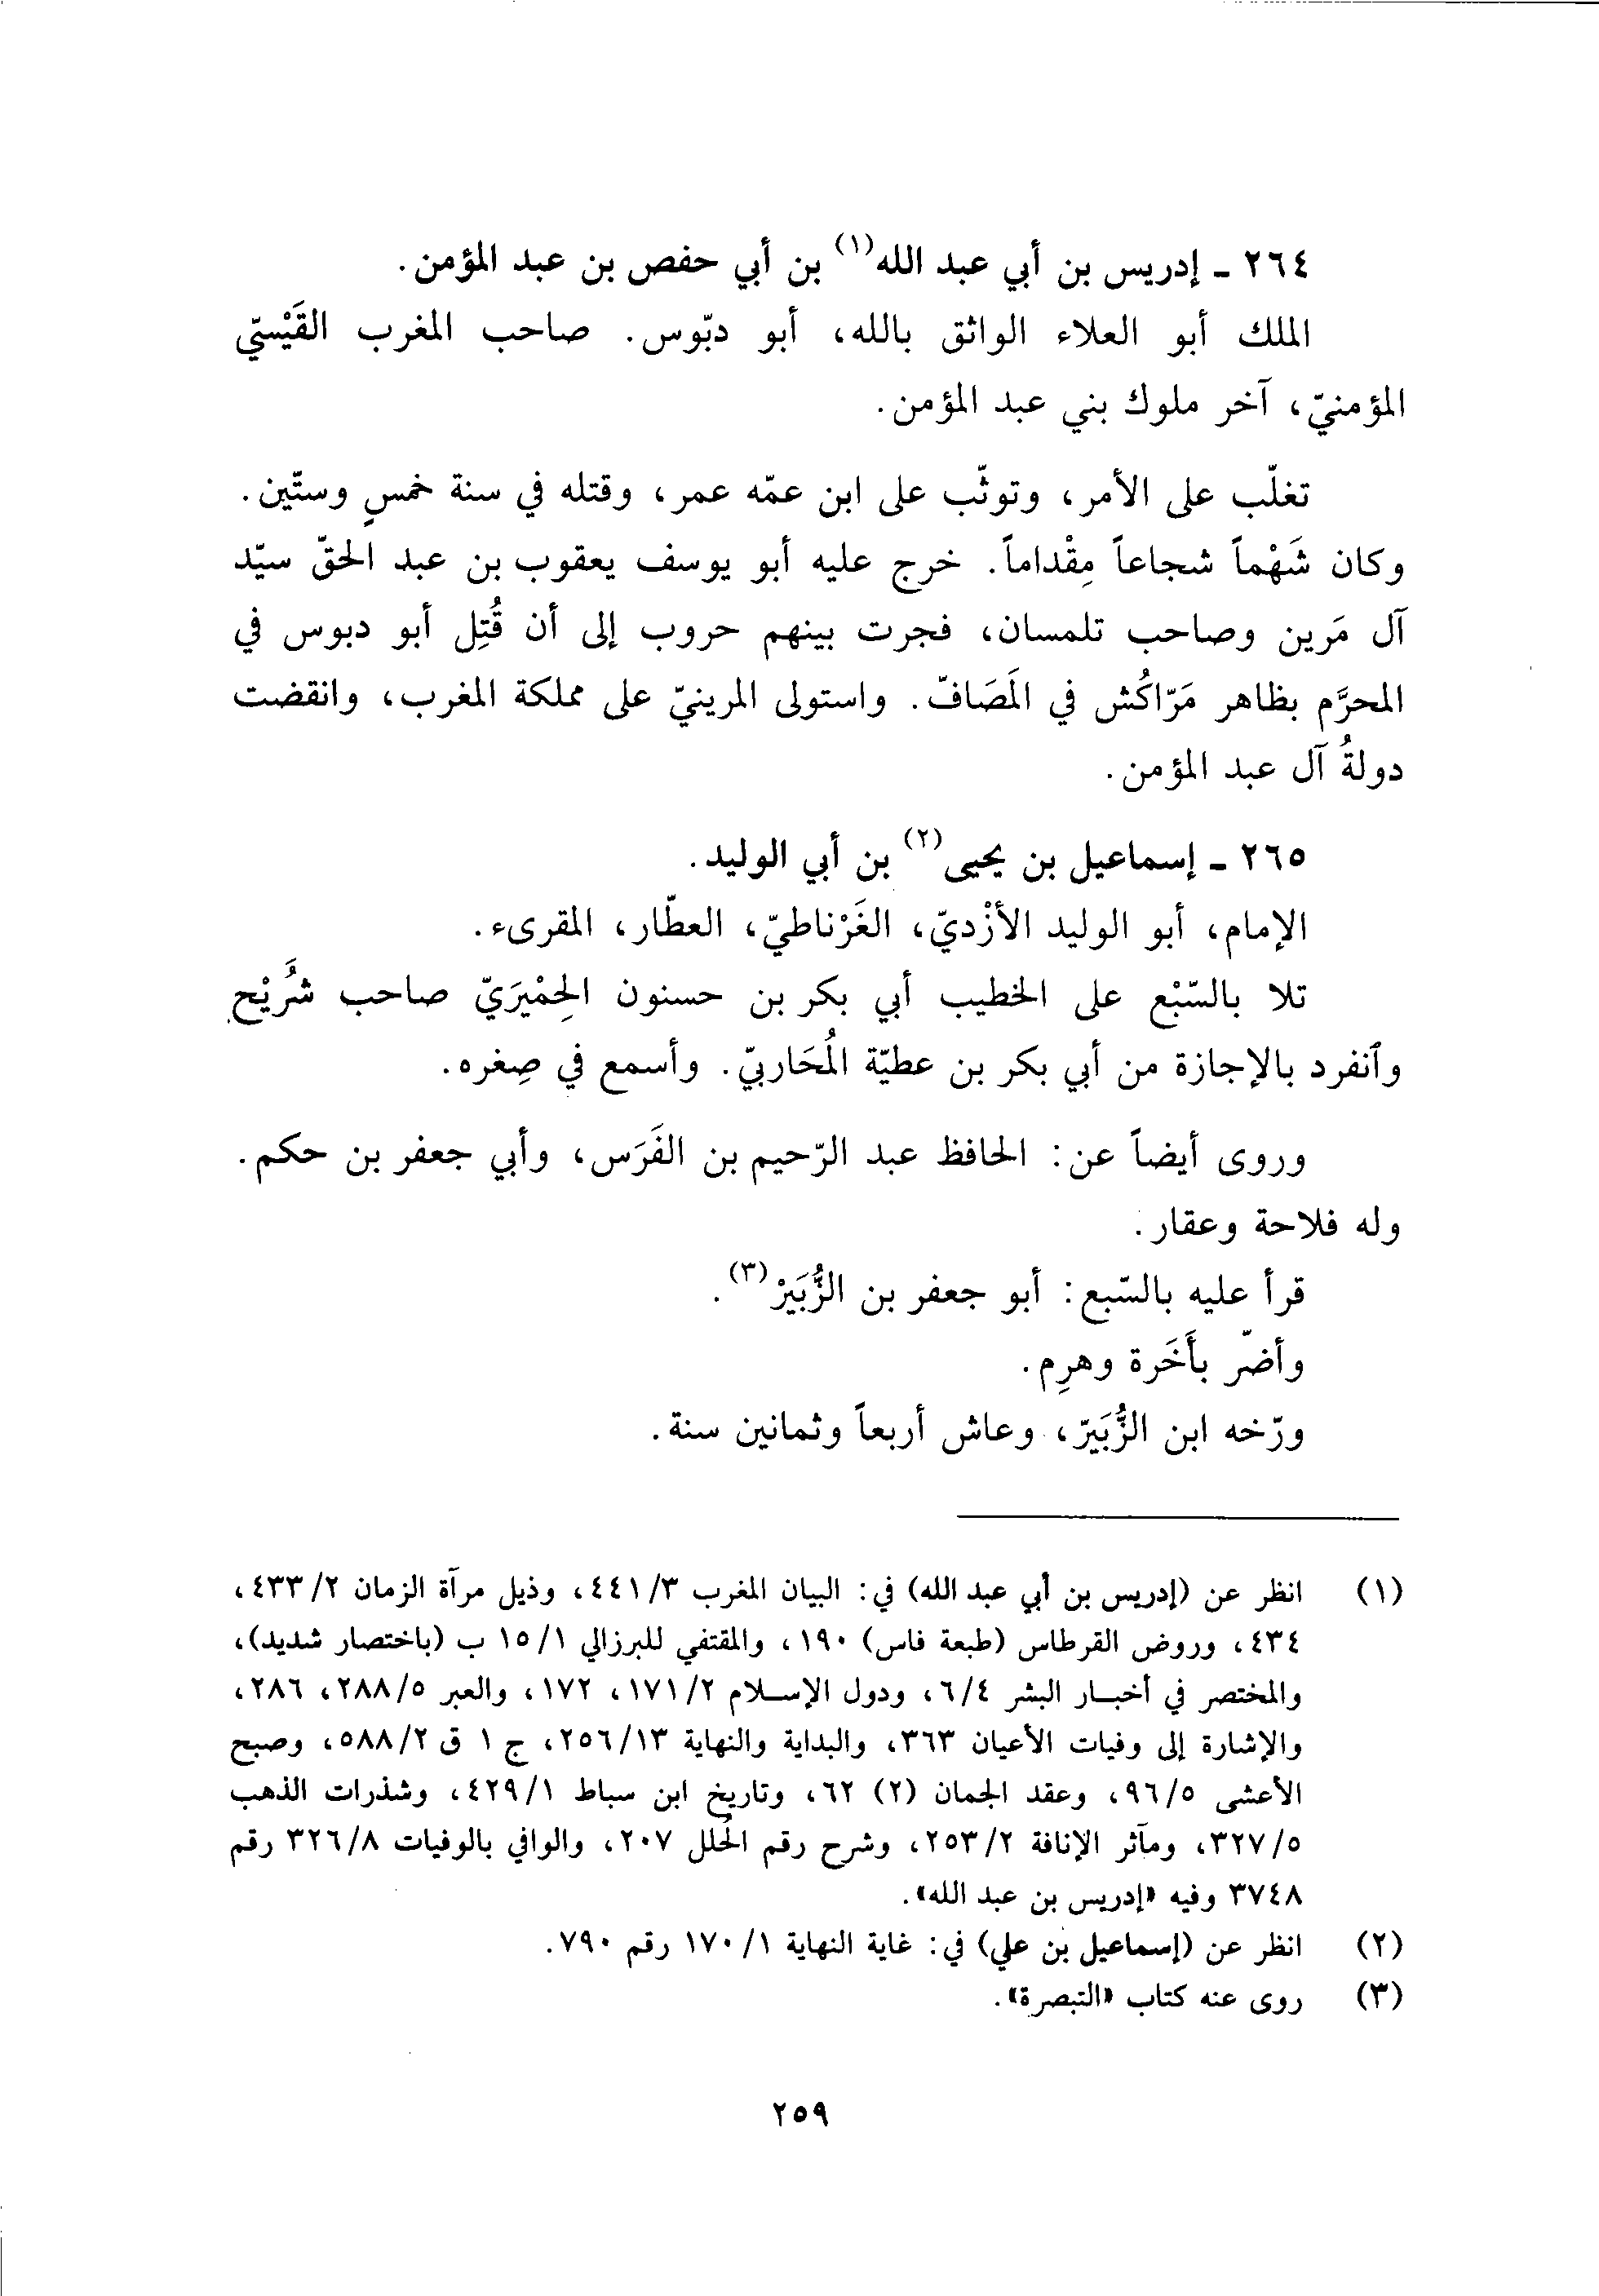 ٢٦٤ ـ إدريس بن أبي عبد الله(١) بن أبي حفص بن عبد المؤمن.
الملك أبو العلاء الواثق بالله، أبو دبّوس. صاحب المغرب القَيْسيّ
المؤمنيّ، آخر ملوك بني عبد المؤمن.
تغلّب على الأمر، وتوثّب على ابن عمّه عمر، وقتله في سنة خمسٍ وستّين.
وكان شَهْماً شجاعاً مِقْداماً. خرج عليه أبو يوسف يعقوب بن عبد الحقّ سيّد
آل مَرين وصاحب تلمسان، فجرت بينهم حروب إلى أن قُتِل أبو دبوس في
المحرَّم بظاهر مَرّاكُش في المَصَافّ. واستولى المرينيّ على مملكة المغرب، وانقضت
دولةُ آل عبد المؤمن.
٢٦٥ ـ إسماعيل بن يحيى(٢) بن أبي الوليد.
الإمام، أبو الوليد الأزْديّ، الغَرْناطيّ، العطّار، المقرىء.
تلا بالسّبْع على الخطيب أبي بكر بن حسنون الحِمْيَريّ صاحب شُرَيْح
وٱنفرد بالإجازة من أبي بكر بن عطيّة المُحَاربيّ. وأسمع في صِغره.
وروى أيضاً عن: الحافظ عبد الرّحيم بن الفَرَس، وأبي جعفر بن حكم.
وله فلاحة وعقار.
قرأ عليه بالسّبع: أبو جعفر بن الزُّبَيْر(٣).
وأضرّ بأَخَرة وهرِم.
ورّخه ابن الزُّبَيرّ، وعاش أربعاً وثمانين سنة.
(١) انظر عن (إدريس بن أبي عبد الله) في: البيان المغرب ٤٤١/٣، وذيل مرآة الزمان ٤٣٣/٢،
٤٣٤، وروض القرطاس (طبعة فاس) ١٩٠، والمقتفي للبرزالي ١٥/١ ب (باختصار شديد)،
والمختصر في أخبـار البشر ٦/٤، ودول الإسـلام ١٧١/٢، ١٧٢، والعبر ٢٨٨/٥، ٢٨٦،
والإشارة إلى وفيات الأعيان ٣٦٣، والبداية والنهاية ٢٥٦/١٣، ج ١ ق ٥٨٨/٢، وصبح
الأعشى ٩٦/٥، وعقد الجمان (٢) ٦٢، وتاريخ ابن سباط ٤٢٩/١، وشذرات الذهب
٣٢٧/٥، ومآثر الإنافة ٢٥٣/٢، وشرح رقم الحُلل ٢٠٧، والوافي بالوفيات ٣٢٦/٨ رقم
٣٧٤٨ وفيه «إدريس بن عبد الله».
(٢) انظر عن (إسماعيل بن علي) في: غاية النهاية ١٧٠/١ رقم ٧٩٠.
(٣) روى عنه كتاب «التبصرة».
٢٥٩